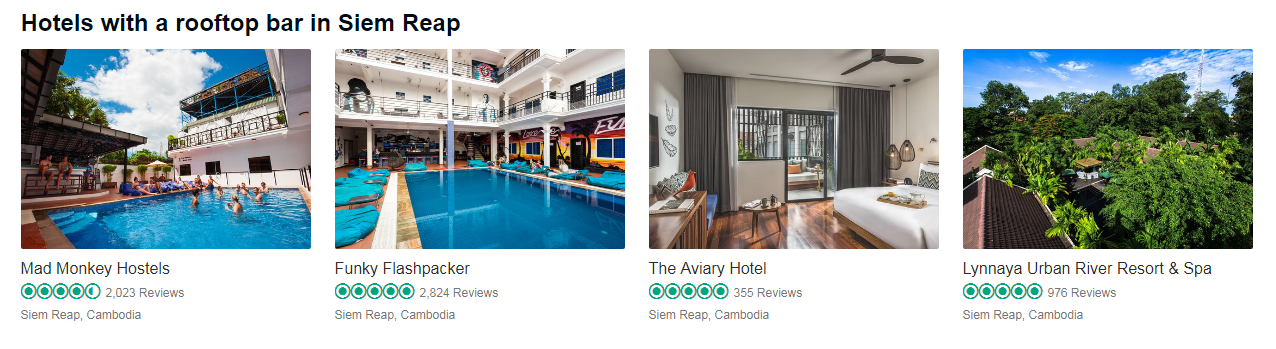 Hotels with a rooftop bar in Siem Reap
Mad Monkey Hostels
2,023 Reviews
Siem Reap, Cambodia
Funky Flashpacker
2,824 Reviews
Siem Reap, Cambodia
The Aviary Hotel
355 Reviews
Siem Reap, Cambodia
Lynnaya Urban River Resort & Spa
976 Reviews
Siem Reap, Cambodia